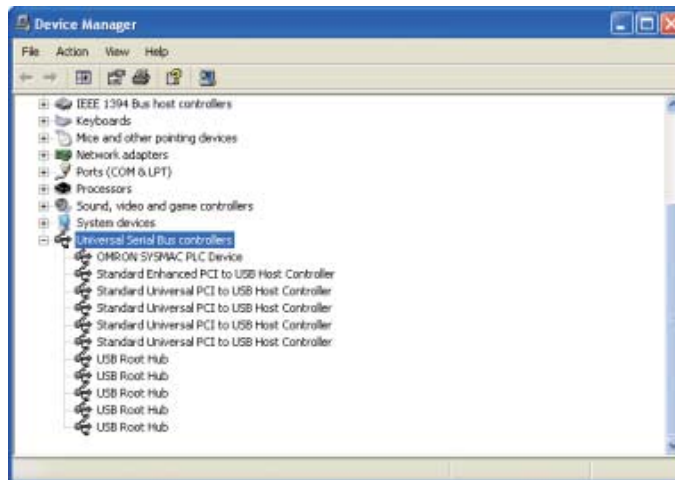 Device Manager
File Action View Help
IEEE 1394 Bus host controllers
Keyboards
Mice and other pointing devices
Network adapters
Ports (COM & LPT)
Processors
Sound, video and game controllers
System devices
Universal Serial Bus controllers
OMRON SYSMAC PLC Device
Standard Enhanced PCI to USB Host Controller
Standard Universal PCI to USB Host Controller
Standard Universal PCI to USB Host Controller
Standard Universal PCI to USB Host Controller
Standard Universal PCI to USB Host Controller
USB Root Hub
USB Root Hub
USB Root Hub
USB Root Hub
USB Root Hub